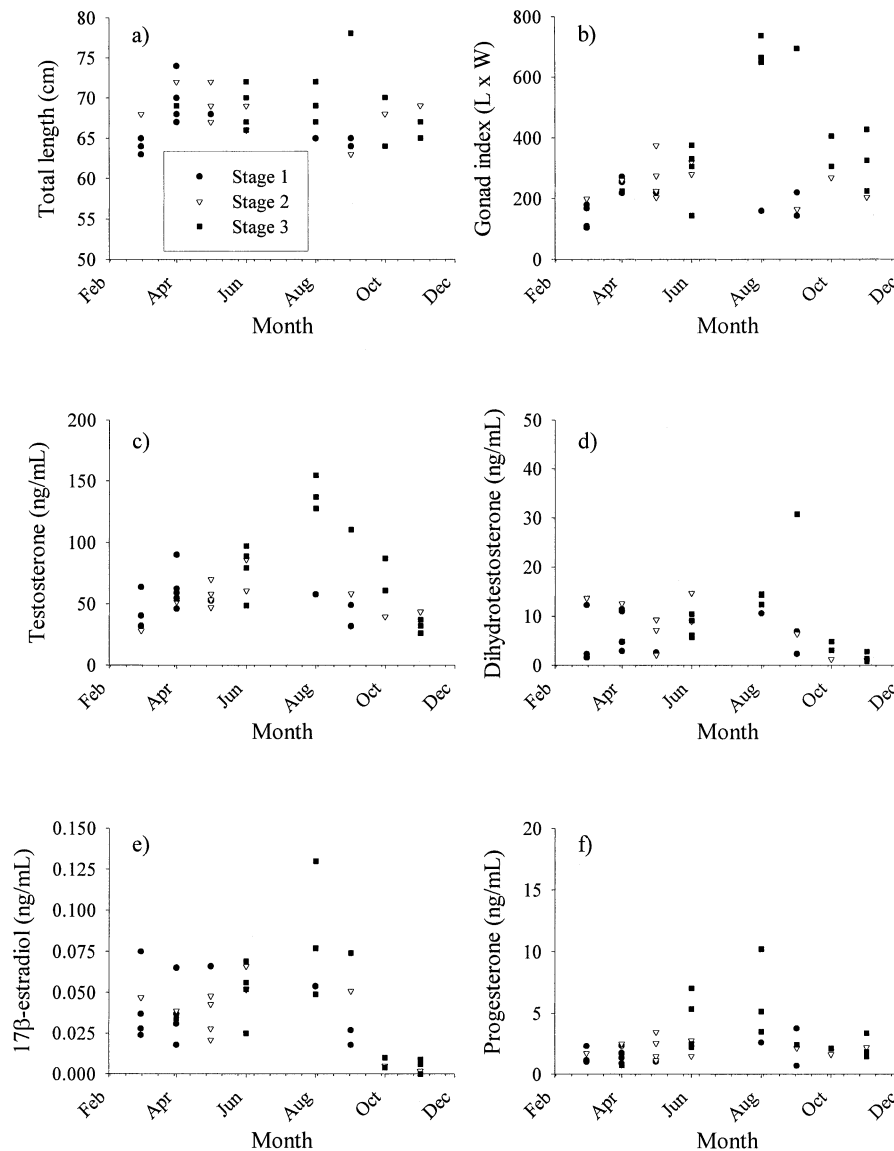 a)
Total length (cm)
80
75
70
65
60
55
50
Stage 1
Stage 2
Stage 3
Feb
Apr
Jun
Aug
Oct
Dec
Month
b)
Gonad index (L x W)
800
600
400
200
0
Feb
Apr
Jun
Aug
Oct
Dec
Month
c)
Testosterone (ng/mL)
200
150
100
50
0
Feb
Apr
Jun
Aug
Oct
Dec
Month
d)
Dihydrotestosterone (ng/mL)
50
40
30
20
10
0
Feb
Apr
Jun
Aug
Oct
Dec
Month
e)
17β-estradiol (ng/mL)
0.150
0.125
0.100
0.075
0.050
0.025
0.000
Feb
Apr
Jun
Aug
Oct
Dec
Month
f)
Progesterone (ng/mL)
20
15
10
5
0
Feb
Apr
Jun
Aug
Oct
Dec
Month